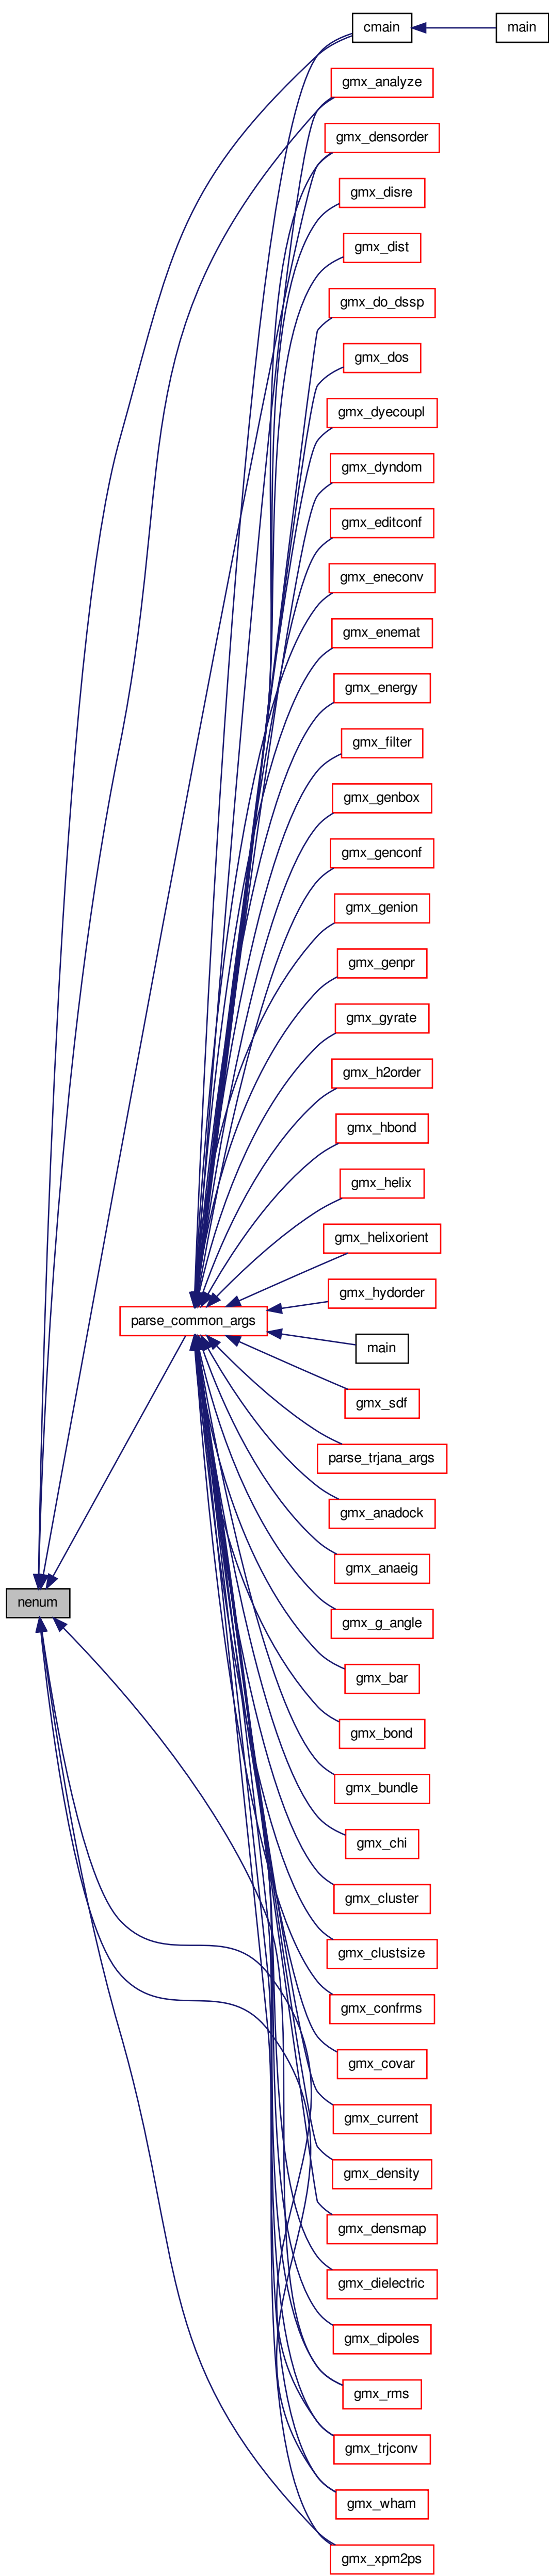 cmain
main
gmx_analyze
gmx_densorder
gmx_disre
gmx_dist
gmx_do_dssp
gmx_dos
gmx_dyecoupl
gmx_dyndom
gmx_editconf
gmx_eneconv
gmx_enemat
gmx_energy
gmx_filter
gmx_genbox
gmx_genconf
gmx_genion
gmx_genpr
gmx_gyrate
gmx_h2order
gmx_hbond
gmx_helix
gmx_helixorient
gmx_hydorder
parse_common_args
main
gmx_sdf
parse_trjana_args
gmx_anadock
gmx_anaeig
nenum
gmx_g_angle
gmx_bar
gmx_bond
gmx_bundle
gmx_chi
gmx_cluster
gmx_clustsize
gmx_confrms
gmx_covar
gmx_current
gmx_density
gmx_densmap
gmx_dielectric
gmx_dipoles
gmx_rms
gmx_trjconv
gmx_wham
gmx_xpm2ps